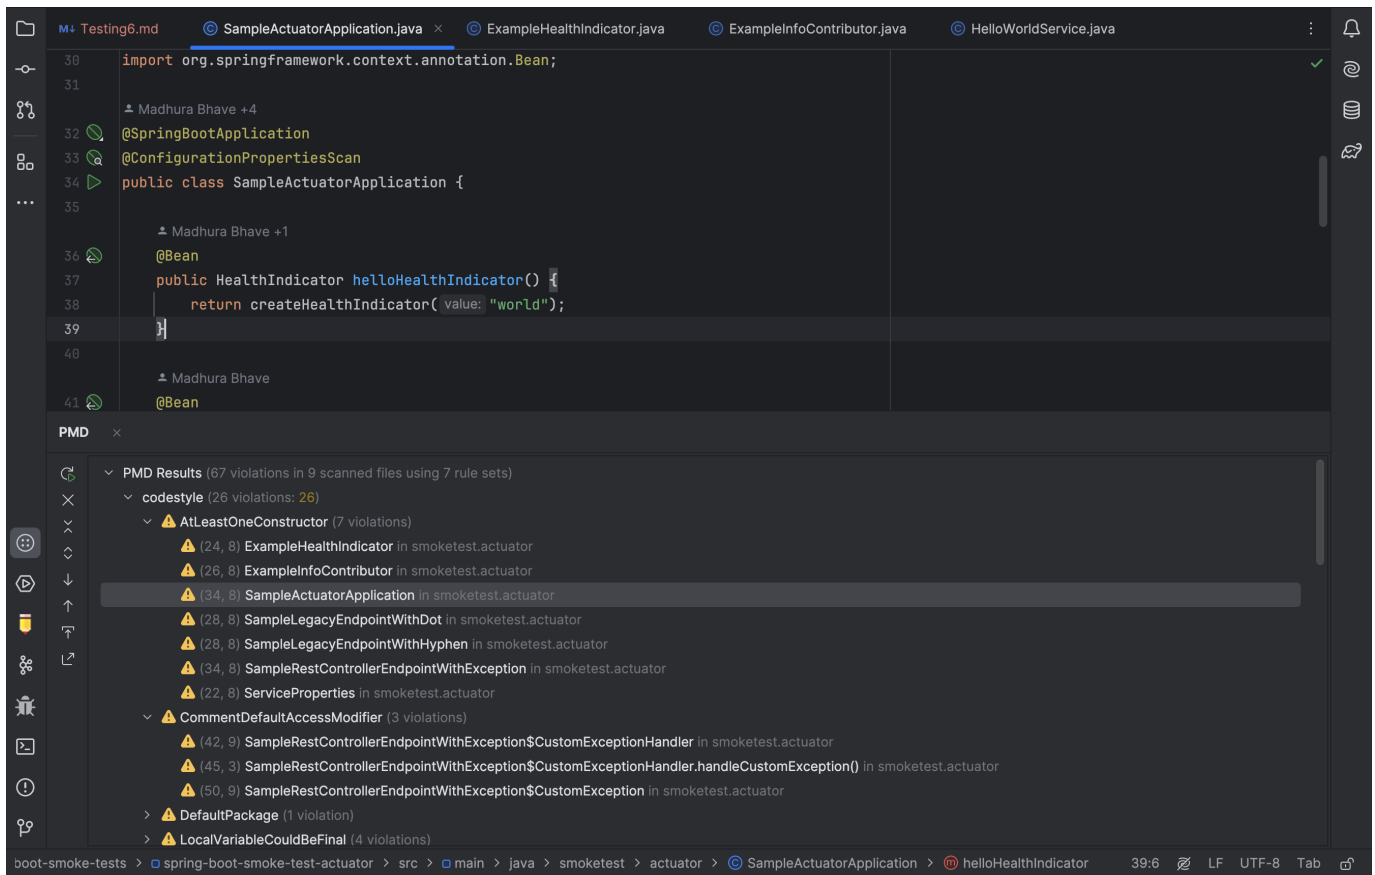 M↓ Testing6.md
SampleActuatorApplication.java
ExampleHealthIndicator.java
ExampleInfoContributor.java
HelloWorldService.java
30 import org.springframework.context.annotation.Bean;
31
Madhura Bhave +4
32 @SpringBootApplication
33 @ConfigurationPropertiesScan
34 public class SampleActuatorApplication {
35
Madhura Bhave +1
36 @Bean
37 public HealthIndicator helloHealthIndicator() {
38 return createHealthIndicator( value: "world");
39 }
40
Madhura Bhave
41 @Bean
PMD
PMD Results (67 violations in 9 scanned files using 7 rule sets)
codestyle (26 violations: 26)
AtLeastOneConstructor (7 violations)
(24, 8) ExampleHealthIndicator in smoketest.actuator
(26, 8) ExampleInfoContributor in smoketest.actuator
(34, 8) SampleActuatorApplication in smoketest.actuator
(28, 8) SampleLegacyEndpointWithDot in smoketest.actuator
(28, 8) SampleLegacyEndpointWithHyphen in smoketest.actuator
(34, 8) SampleRestControllerEndpointWithException in smoketest.actuator
(22, 8) ServiceProperties in smoketest.actuator
CommentDefaultAccessModifier (3 violations)
(42, 9) SampleRestControllerEndpointWithException$CustomExceptionHandler in smoketest.actuator
(45, 3) SampleRestControllerEndpointWithException$CustomExceptionHandler.handleCustomException() in smoketest.actuator
(50, 9) SampleRestControllerEndpointWithException$CustomException in smoketest.actuator
DefaultPackage (1 violation)
LocalVariableCouldBeFinal (4 violations)
boot-smoke-tests > spring-boot-smoke-test-actuator > src > main > java > smoketest > actuator > SampleActuatorApplication > helloHealthIndicator 39:6 LF UTF-8 Tab